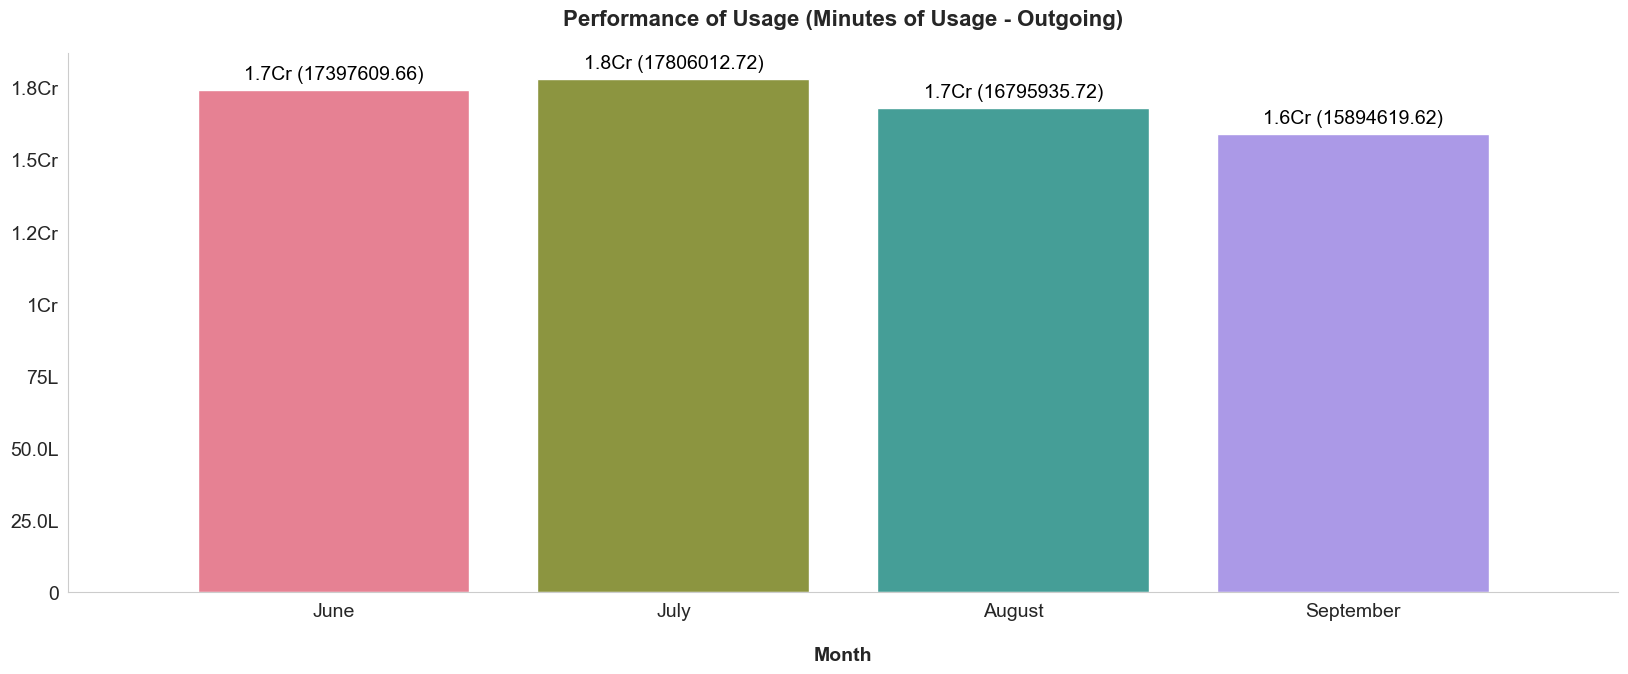 Performance of Usage (Minutes of Usage - Outgoing)
1.7Cr (17397609.66)
1.8Cr (17806012.72)
1.7Cr (16795935.72)
1.6Cr (15894619.62)
1.8Cr
1.5Cr
1.2Cr
1Cr
75L
50.0L
25.0L
0
June
July
August
September
Month